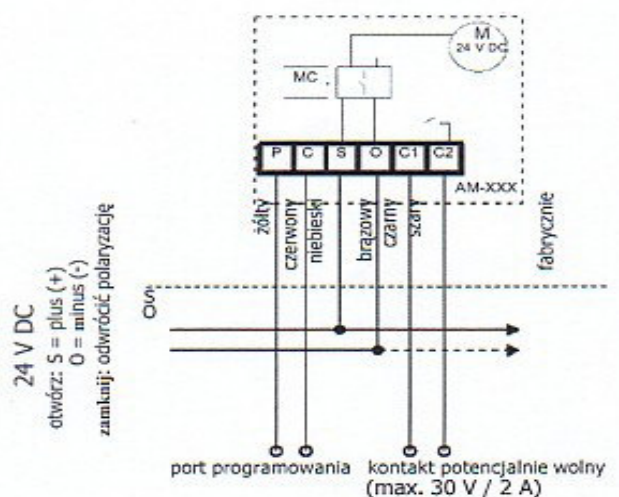 M
24 V DC
MC
P C S O C1 C2
AM-XXX
żółty
czerwony
niebieski
brązowy
czarny
szary
fabrycznie
24 V DC
otwórz: S = plus (+)
O = minus (-)
zamknij: odwrócić polaryzację
S
O
port programowania kontakt potencjalnie wolny
(max. 30 V / 2 A)